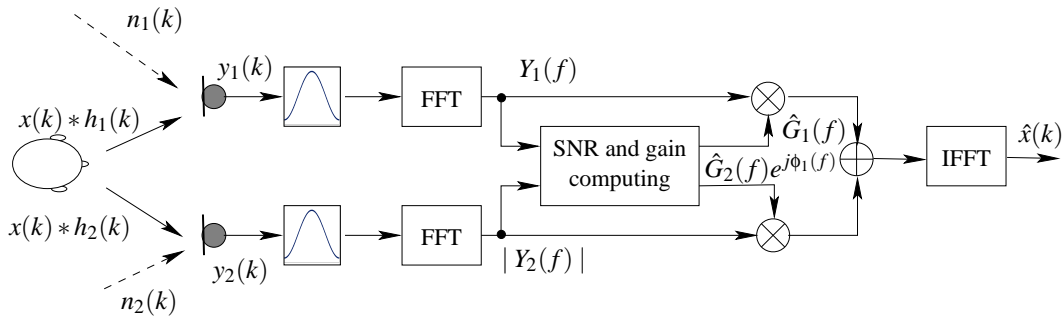 n₁(k)
y₁(k)
Y₁(f)
FFT
x(k) * h₁(k)
Ĝ₁(f)
x̂(k)
SNR and gain
computing
Ĝ₂(f)e^{jϕ₁(f)}
IFFT
x(k) * h₂(k)
FFT
y₂(k)
| Y₂(f) |
n₂(k)